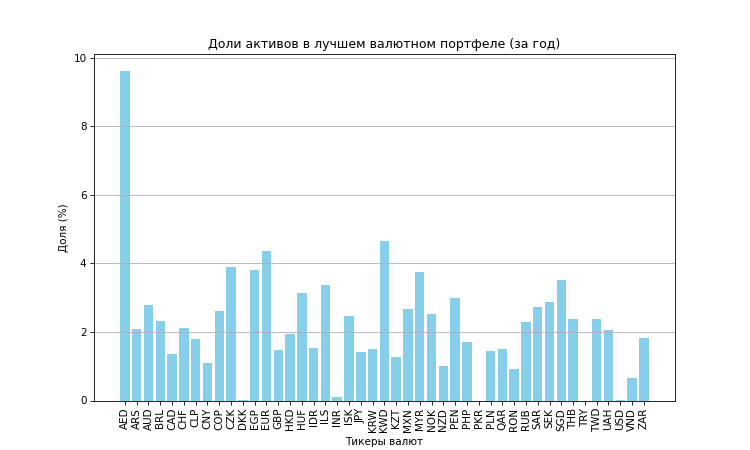 Доли активов в лучшем валютном портфеле (за год)
10
8
6
4
2
0
Доля (%)
AED ARS AUD BRL CAD CHF CLP CNY COP CZK DKK EGP EUR GBP HKD HUF IDR ILS INR ISK JPY KRW KWD KZT MXN MYR NOK NZD PEN PHP PKR PLN QAR RON RUB SAR SEK SGD THB TRY TWD UAH USD VND ZAR
Тикеры валют